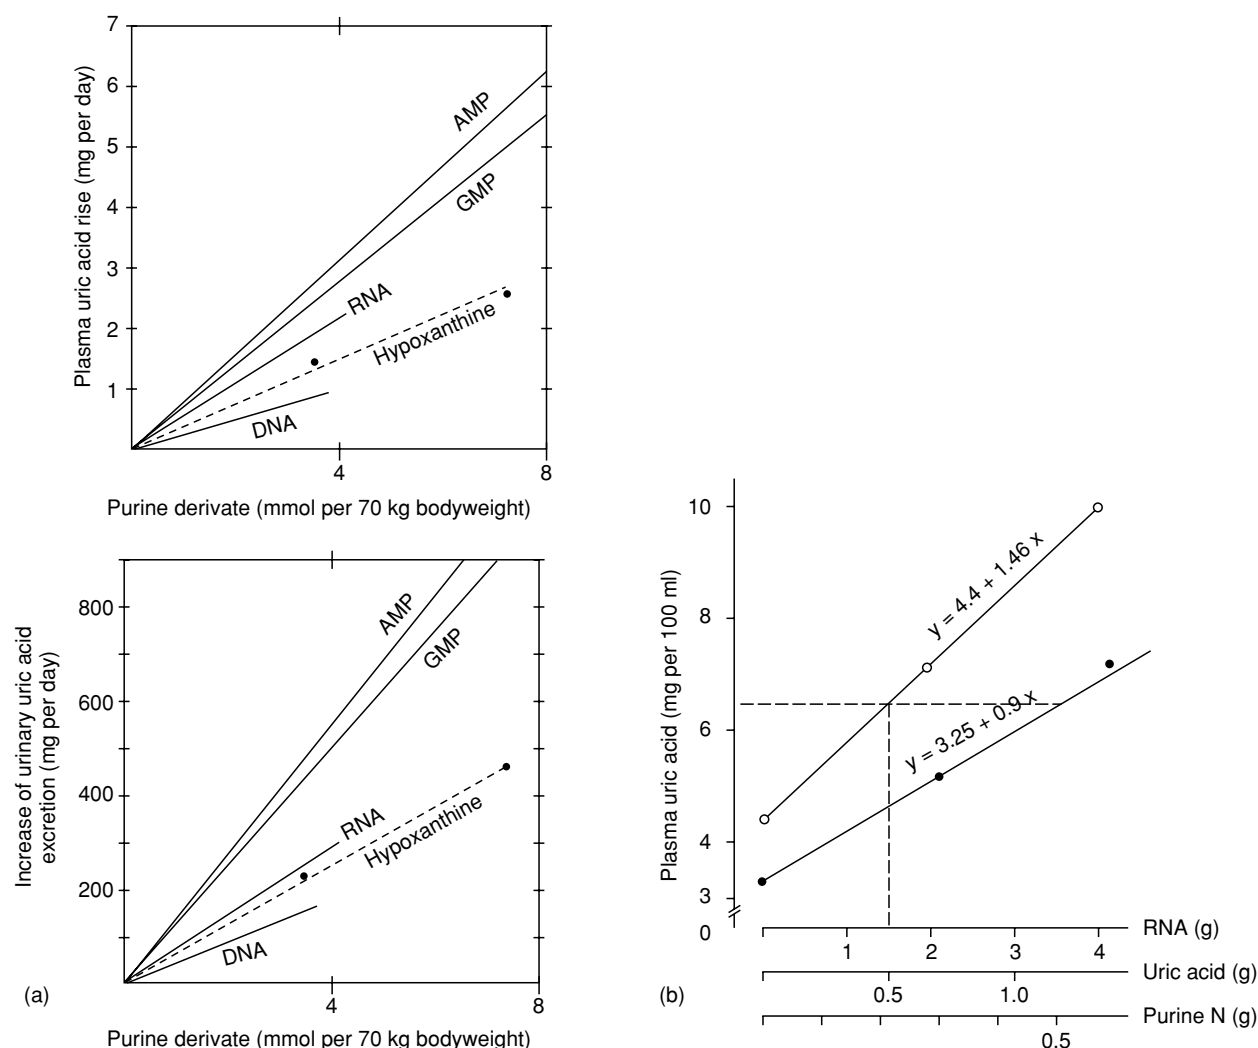 7
6
5
4
3
2
1
Plasma uric acid rise (mg per day)
AMP
GMP
RNA
Hypoxanthine
DNA
4
8
Purine derivate (mmol per 70 kg bodyweight)
800
600
400
200
Increase of urinary uric acid
excretion (mg per day)
AMP
GMP
RNA
Hypoxanthine
DNA
(a)
4
8
Purine derivate (mmol per 70 kg bodyweight)
10
8
6
4
3
0
Plasma uric acid (mg per 100 ml)
y = 4.4 + 1.46 x
y = 3.25 + 0.9 x
RNA (g)
1
2
3
4
(b)
Uric acid (g)
0.5
1.0
Purine N (g)
0.5